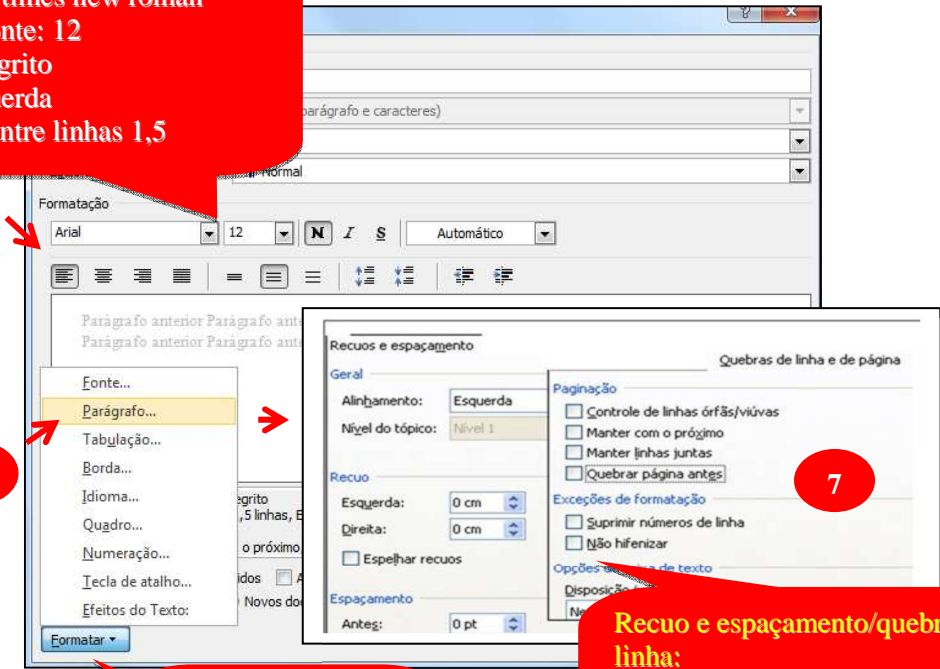 times new roman
onte: 12
grito
uerda
ntre linhas 1,5
parágrafo e caracteres)
Normal
Formatação
Arial 12 N I S Automático
Parágrafo anterior Parágrafo ante
Parágrafo anterior Parágrafo ante
Fonte...
Parágrafo...
Tabulação...
Borda...
Idioma...
Quadro...
Numeração...
Tecla de atalho...
Efeitos do Texto:
Formatar
egrito
,5 linhas, E
o próximo,
idos
Novos do
Recuos e espaçamento
Geral
Alinhamento: Esquerda
Nível do tópico: Nível 1
Recuo
Esquerda: 0 cm
Direita: 0 cm
Espelhar recuos
Espaçamento
Antes: 0 pt
Quebras de linha e de página
Paginação
Controle de linhas órfãs/viúvas
Manter com o próximo
Manter linhas juntas
Quebrar página antes
7
Exceções de formatação
Suprimir números de linha
Não hifenizar
Opções de texto
Disposição
Ne
Recuo e espaçamento/quebr
linha: